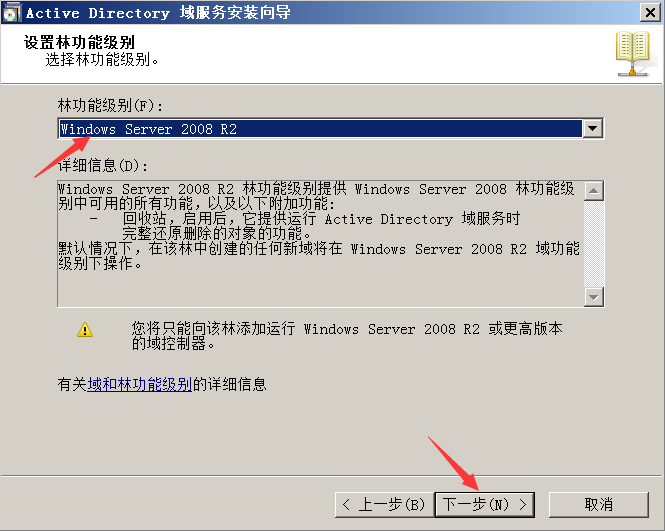 Active Directory 域服务安装向导
设置林功能级别
选择林功能级别。
林功能级别(F):
Windows Server 2008 R2
详细信息(D):
Windows Server 2008 R2 林功能级别提供 Windows Server 2008 林功能级
别中可用的所有功能，以及以下附加功能:
- 回收站，启用后，它提供运行 Active Directory 域服务时
完整还原删除的对象的功能。
默认情况下，在该林中创建的任何新域将在 Windows Server 2008 R2 域功能
级别下操作。
您将只能向该林添加运行 Windows Server 2008 R2 或更高版本
的域控制器。
有关域和林功能级别的详细信息
< 上一步(B) 下一步(N) > 取消